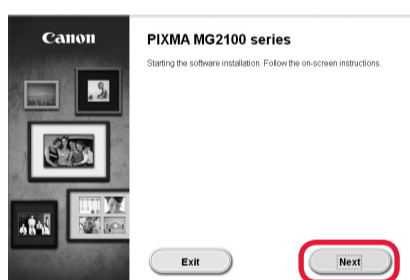 Canon
PIXMA MG2100 series
Starting the software installation. Follow the on-screen instructions.
Exit
Next